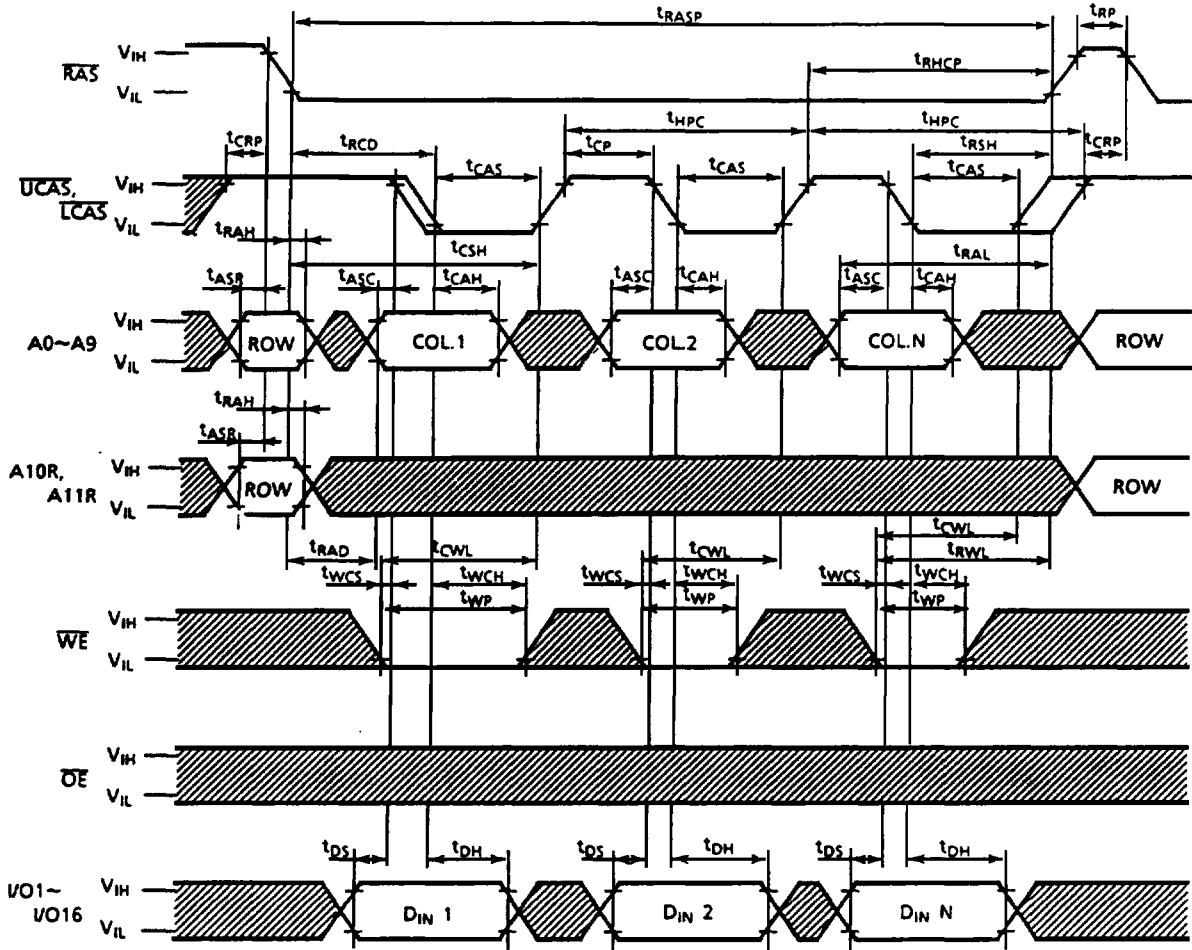 tRASP
tRP
VIH
RAS
tRHCP
VIL
tHPC tHPC
tCRP tRCD tCP tRSH tCRP
tCAS tCAS tCAS
UCAS, VIH
LCAS
VIL
tRAH
tCSH tRAL
tASR tASC tCAH tASC tCAH tASC tCAH
VIH
A0~A9 ROW COL.1 COL.2 COL.N ROW
VIL
tRAH
tASR
A10R, VIH
A11R ROW ROW
VIL
tCWL
tRAD tCWL tCWL tRWL
tWCS tWCH tWCS tWCH tWCS tWCH
tWP tWP tWP
VIH
WE
VIL
VIH
OE
VIL
tDS tDH tDS tDH tDS tDH
I/O1~ VIH
I/O16 DIN 1 DIN 2 DIN N
VIL